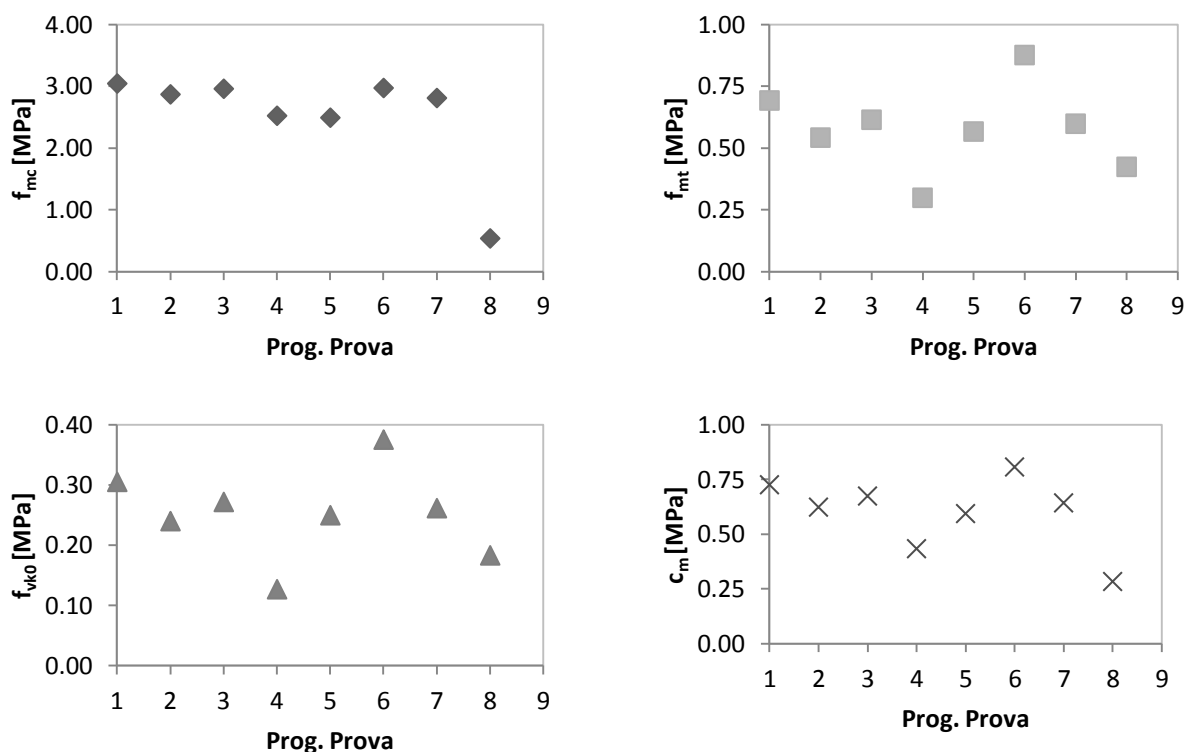 4.00
3.00
2.00
1.00
0.00
f_mc [MPa]
1 2 3 4 5 6 7 8 9
Prog. Prova
1.00
0.75
0.50
0.25
0.00
f_mt [MPa]
1 2 3 4 5 6 7 8 9
Prog. Prova
0.40
0.30
0.20
0.10
0.00
f_vk0 [MPa]
1 2 3 4 5 6 7 8 9
Prog. Prova
1.00
0.75
0.50
0.25
0.00
c_m [MPa]
1 2 3 4 5 6 7 8 9
Prog. Prova